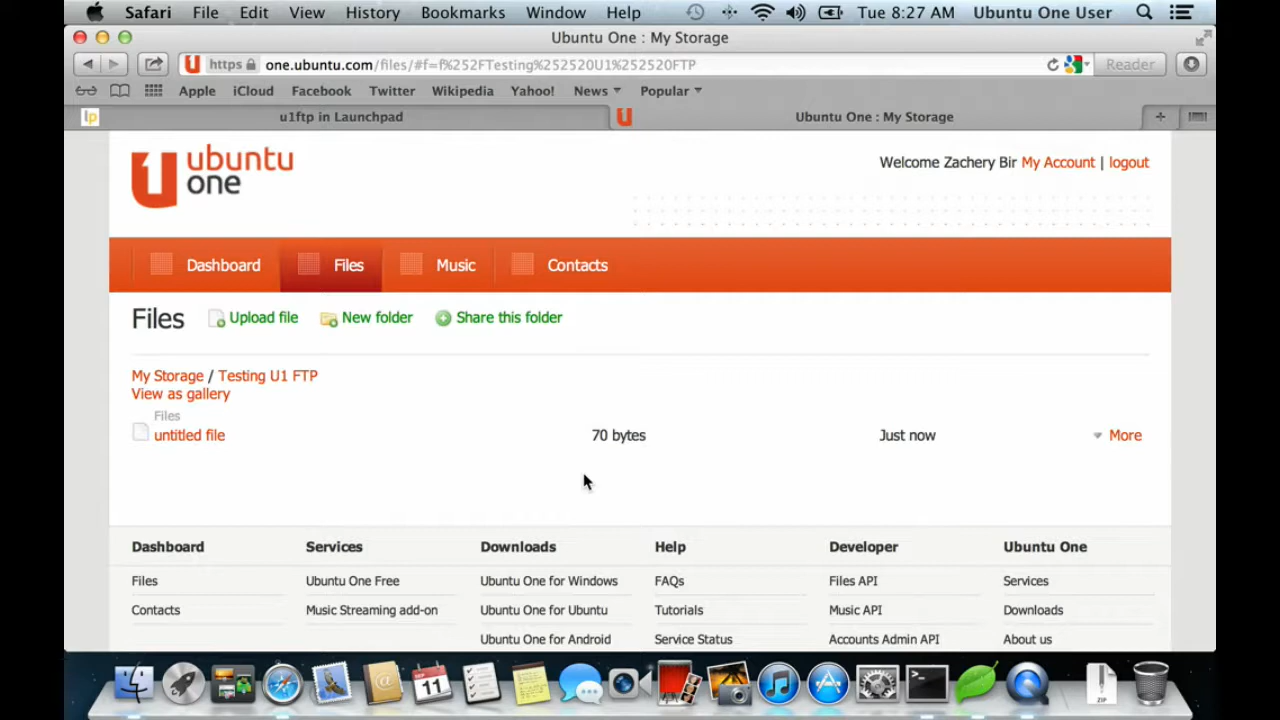 Safari File Edit View History Bookmarks Window Help Tue 8:27 AM Ubuntu One User
Ubuntu One : My Storage
https one.ubuntu.com/files/#f=f%252FTesting%252520U1%252520FTP Reader
Apple iCloud Facebook Twitter Wikipedia Yahoo! News Popular
lp u1ftp in Launchpad Ubuntu One : My Storage
ubuntu one
Welcome Zachery Bir My Account | logout
Dashboard Files Music Contacts
Files Upload file New folder Share this folder
My Storage / Testing U1 FTP
View as gallery
Files
untitled file 70 bytes Just now More
Dashboard Services Downloads Help Developer Ubuntu One
Files Ubuntu One Free Ubuntu One for Windows FAQs Files API Services
Contacts Music Streaming add-on Ubuntu One for Ubuntu Tutorials Music API Downloads
Ubuntu One for Android Service Status Accounts Admin API About us
SEP 11 ZIP